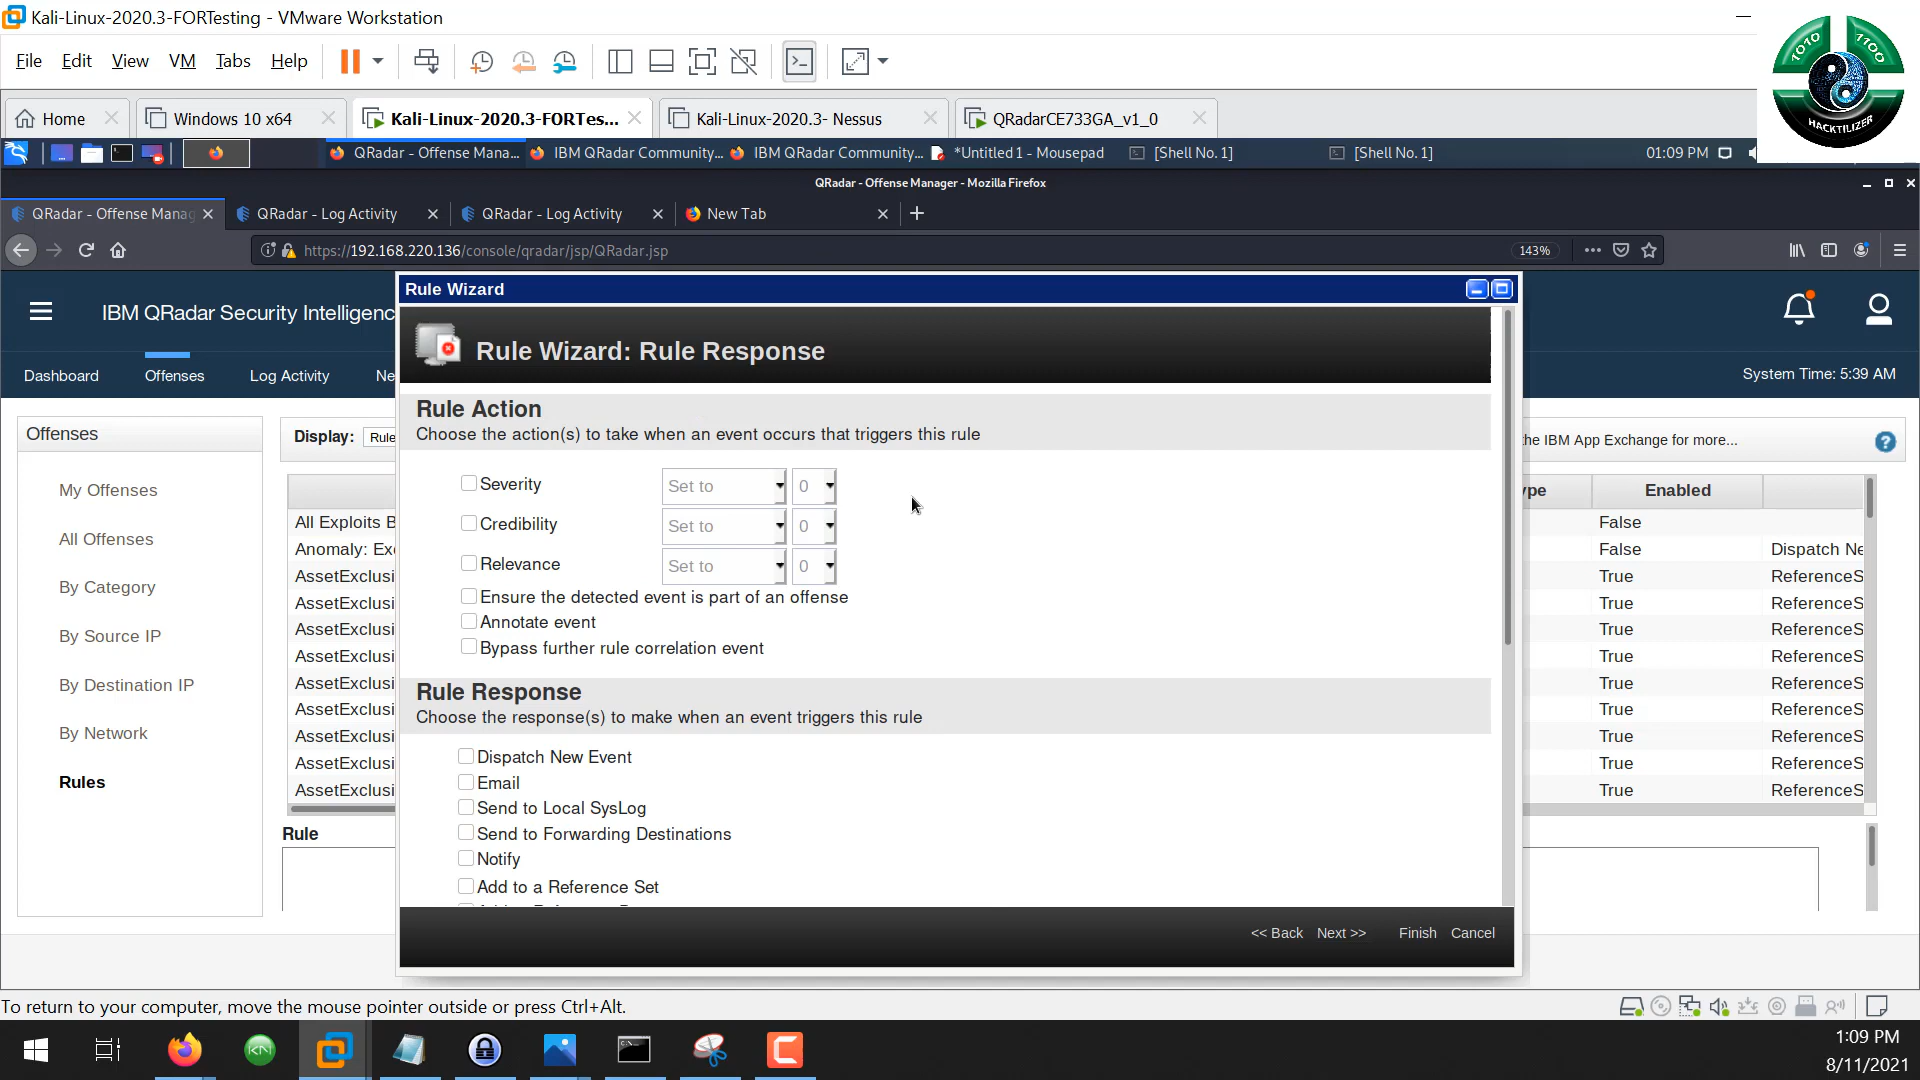 Kali-Linux-2020.3-FORTesting - VMware Workstation
File Edit View VM Tabs Help
1010 1100
HACKTILIZER
Home Windows 10 x64 Kali-Linux-2020.3-FORTes... Kali-Linux-2020.3- Nessus QRadarCE733GA_v1_0
QRadar - Offense Mana... IBM QRadar Community... IBM QRadar Community... *Untitled 1 - Mousepad [Shell No. 1] [Shell No. 1] 01:09 PM
QRadar - Offense Manager - Mozilla Firefox
QRadar - Offense Manag QRadar - Log Activity QRadar - Log Activity New Tab
https://192.168.220.136/console/qradar/jsp/QRadar.jsp 143%
Rule Wizard
IBM QRadar Security Intelligenc
Rule Wizard: Rule Response
Dashboard Offenses Log Activity Ne System Time: 5:39 AM
Rule Action
Choose the action(s) to take when an event occurs that triggers this rule
Offenses
Display: Rule
he IBM App Exchange for more...
My Offenses
All Offenses
By Category
By Source IP
By Destination IP
By Network
Rules
ype Enabled
All Exploits B False
Anomaly: Exc False Dispatch Ne
AssetExclusi True ReferenceS
AssetExclusi True ReferenceS
AssetExclusi True ReferenceS
AssetExclusi True ReferenceS
AssetExclusi True ReferenceS
AssetExclusi True ReferenceS
AssetExclusi True ReferenceS
AssetExclusi True ReferenceS
AssetExclusi True ReferenceS
Severity Set to 0
Credibility Set to 0
Relevance Set to 0
Ensure the detected event is part of an offense
Annotate event
Bypass further rule correlation event
Rule Response
Choose the response(s) to make when an event triggers this rule
Dispatch New Event
Email
Send to Local SysLog
Send to Forwarding Destinations
Notify
Add to a Reference Set
Rule
<< Back Next >> Finish Cancel
To return to your computer, move the mouse pointer outside or press Ctrl+Alt.
1:09 PM
8/11/2021